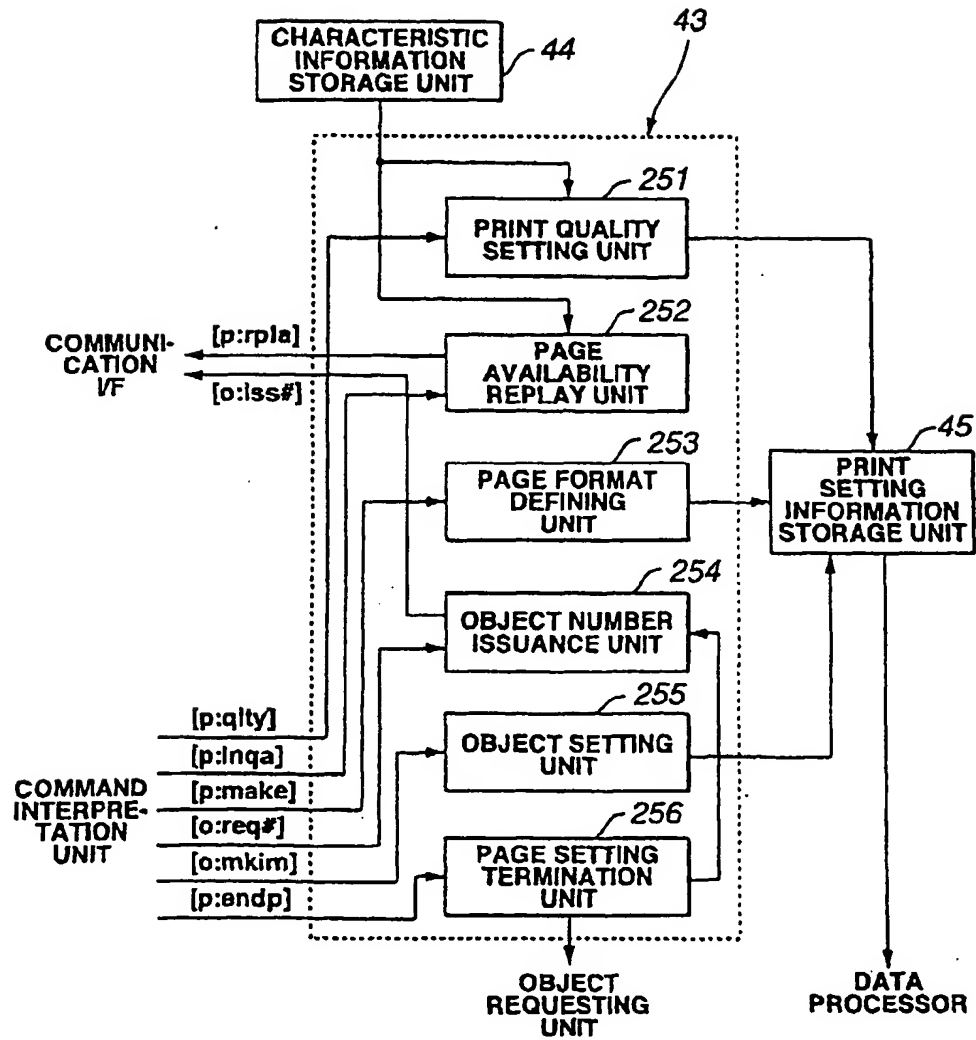 CHARACTERISTIC
INFORMATION
STORAGE UNIT
44
43
251
PRINT QUALITY
SETTING UNIT
252
PAGE
AVAILABILITY
REPLAY UNIT
COMMUNI-
CATION
I/F
[p:rpla]
[o:iss#]
253
PAGE FORMAT
DEFINING
UNIT
45
PRINT
SETTING
INFORMATION
STORAGE UNIT
254
OBJECT NUMBER
ISSUANCE UNIT
255
OBJECT SETTING
UNIT
256
PAGE SETTING
TERMINATION
UNIT
COMMAND
INTERPRE-
TATION
UNIT
[p:qlty]
[p:inqa]
[p:make]
[o:req#]
[o:mkim]
[p:endp]
OBJECT
REQUESTING
UNIT
DATA
PROCESSOR